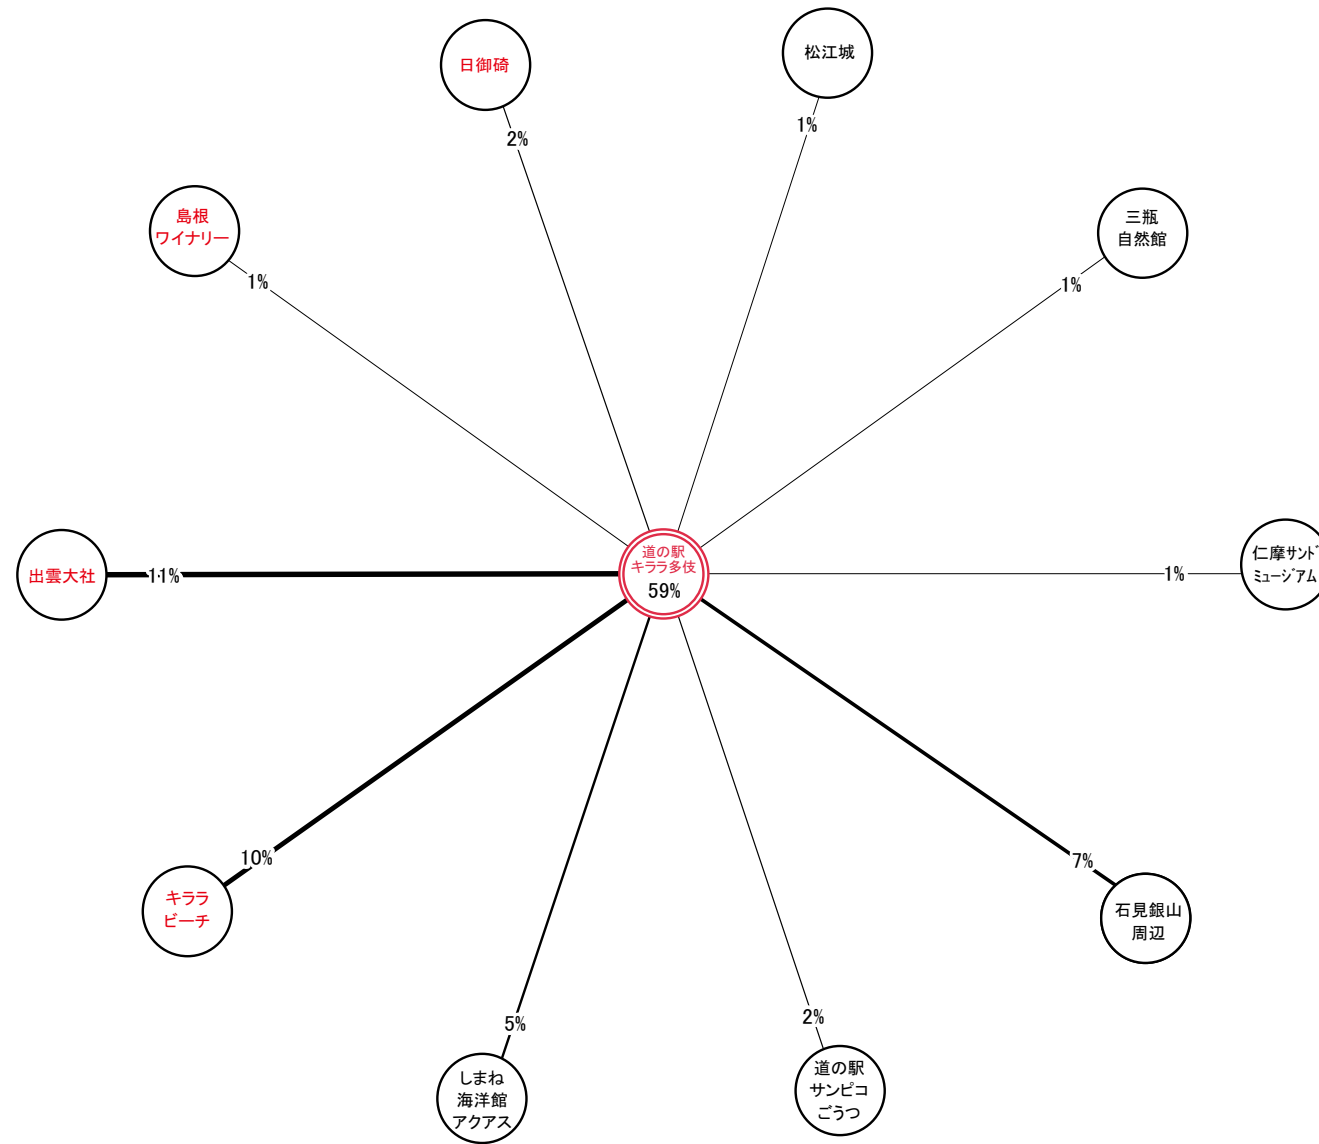 松江城
日御碕
1%
2%
島根
ワイナリー
三瓶
自然館
1%
1%
出雲大社
11%
道の駅
キララ多伎
59%
1%
仁摩サンド
ミュージアム
10%
7%
キララ
ビーチ
石見銀山
周辺
5%
2%
しまね
海洋館
アクアス
道の駅
サンピコ
ごうつ